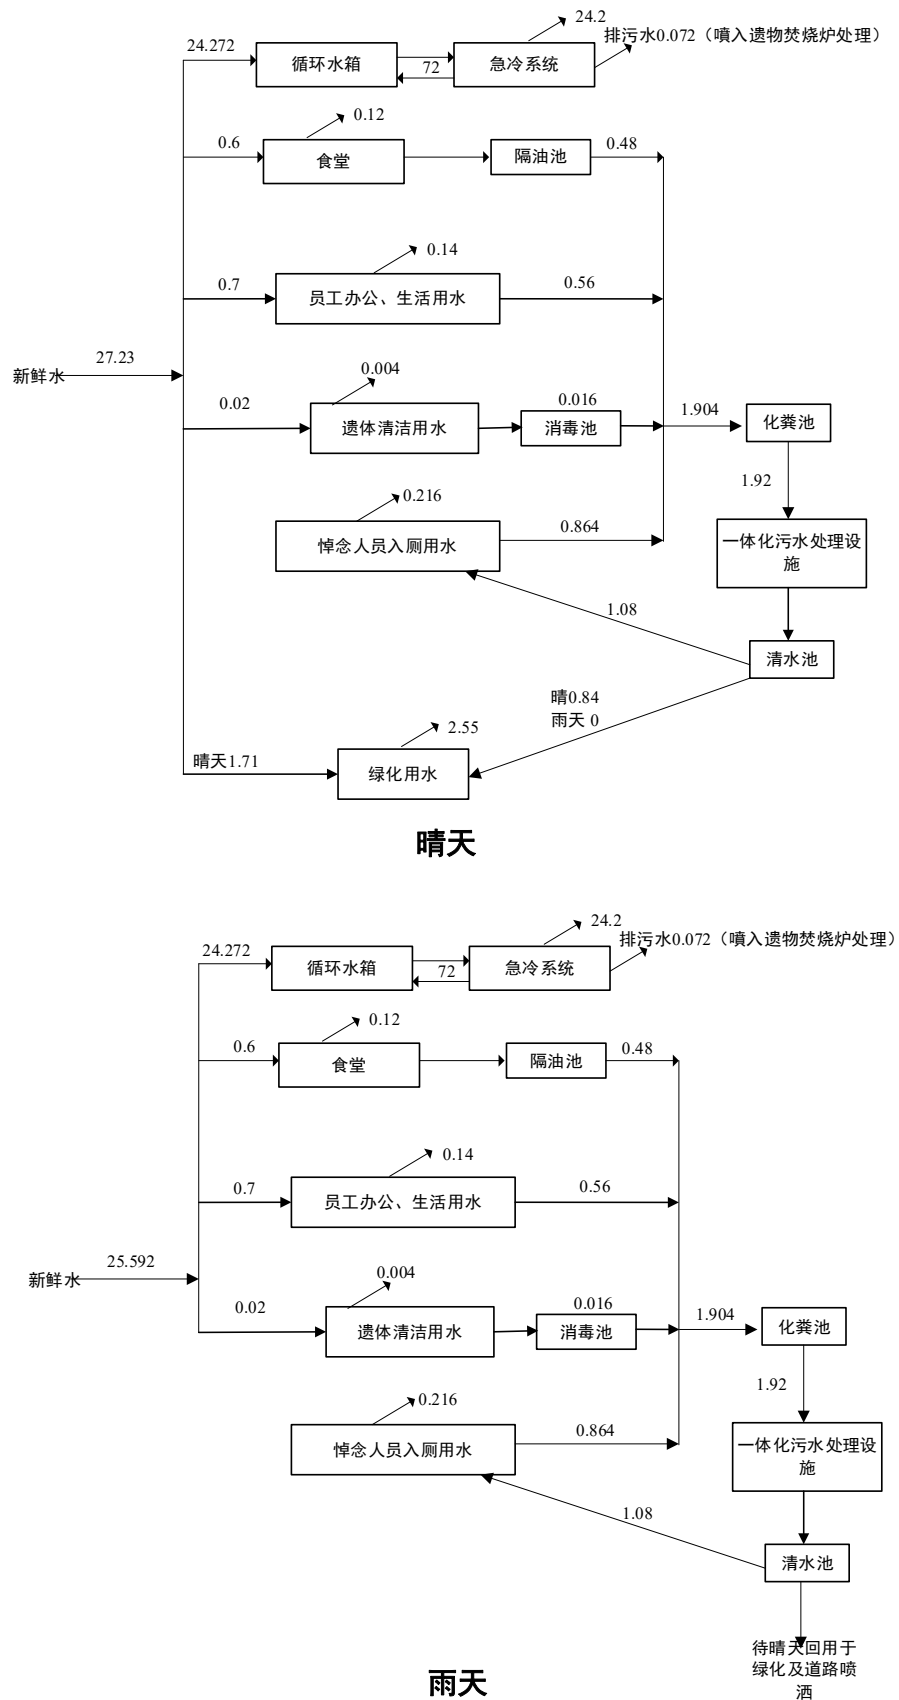 24.2
排污水0.072（噴入遗物焚烧炉处理）
24.272
循环水箱
72
急冷系统
0.12
0.6
食堂
隔油池
0.48
0.14
0.7
员工办公、生活用水
0.56
27.23
新鲜水
0.004
0.02
遗体清洁用水
0.016
消毒池
1.904
化粪池
1.92
0.216
悼念人员入厕用水
0.864
一体化污水处理设
施
1.08
清水池
晴0.84
雨天 0
2.55
晴天1.71
绿化用水
晴天
24.2
排污水0.072（噴入遗物焚烧炉处理）
24.272
循环水箱
72
急冷系统
0.12
0.6
食堂
隔油池
0.48
0.14
0.7
员工办公、生活用水
0.56
25.592
新鲜水
0.004
0.02
遗体清洁用水
0.016
消毒池
1.904
化粪池
1.92
0.216
悼念人员入厕用水
0.864
一体化污水处理设
施
1.08
清水池
待晴天回用于
绿化及道路喷
洒
雨天